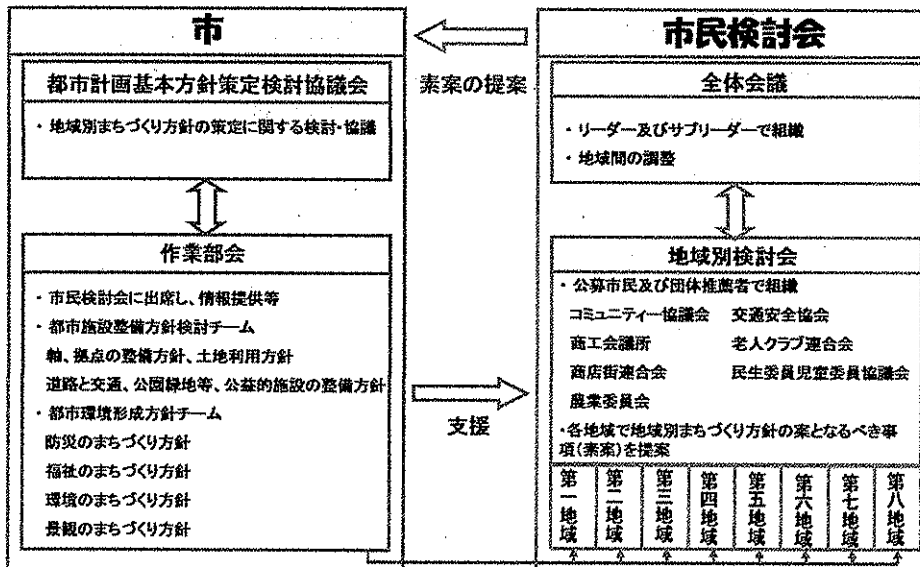 市
都市計画基本方針策定検討協議会
・地域別まちづくり方針の策定に関する検討・協議
作業部会
・市民検討会に出席し、情報提供等
・都市施設整備方針検討チーム
軸、拠点の整備方針、土地利用方針
道路と交通、公園緑地等、公益的施設の整備方針
・都市環境形成方針チーム
防災のまちづくり方針
福祉のまちづくり方針
環境のまちづくり方針
景観のまちづくり方針
素案の提案
支援
市民検討会
全体会議
・リーダー及びサブリーダーで組織
・地域間の調整
地域別検討会
・公募市民及び団体推薦者で組織
コミュニティー協議会 交通安全協会
商工会議所 老人クラブ連合会
商店街連合会 民生委員児童委員協議会
農業委員会
・各地域で地域別まちづくり方針の案となるべき事
項(素案)を提案
第一地域
第二地域
第三地域
第四地域
第五地域
第六地域
第七地域
第八地域